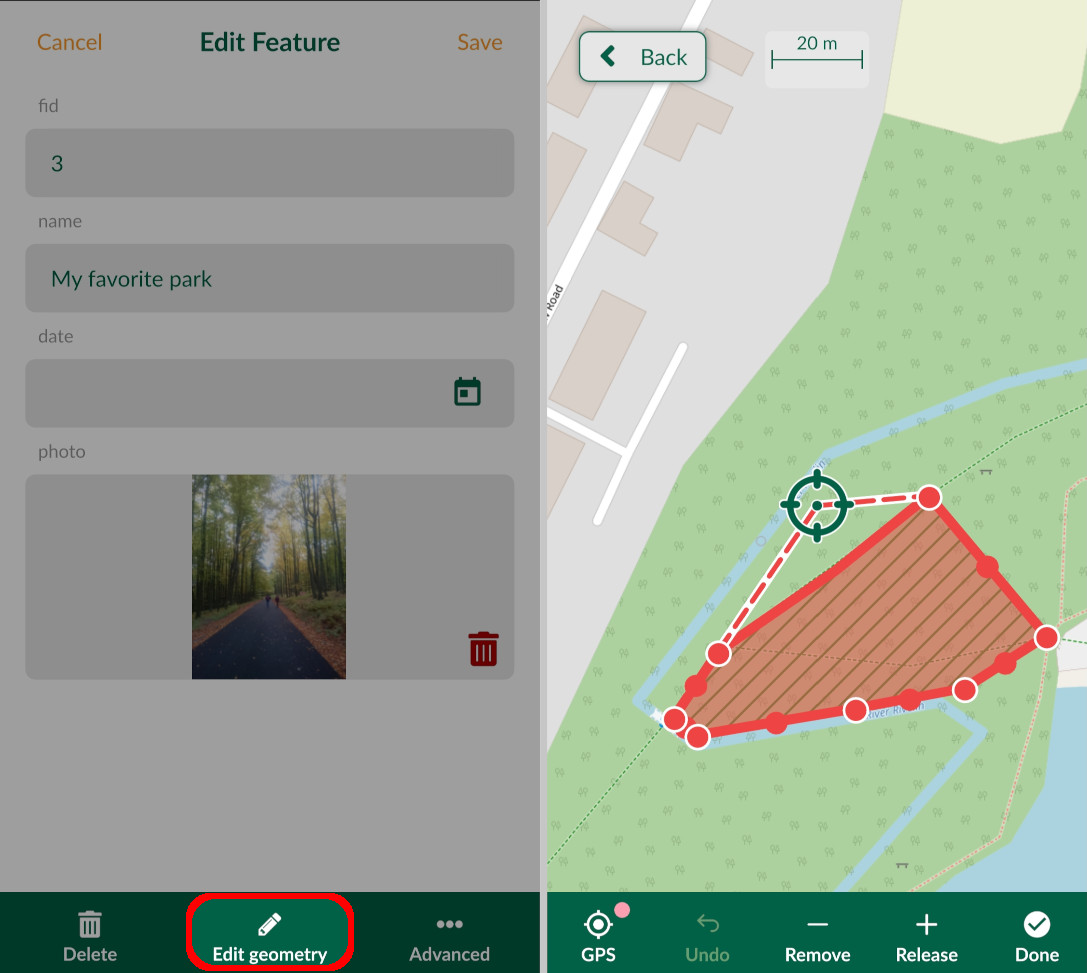 Cancel
Edit Feature
Save
fid
3
name
My favorite park
date
photo
Delete
Edit geometry
Advanced
Back
20 m
Road
River
GPS
Undo
Remove
Release
Done